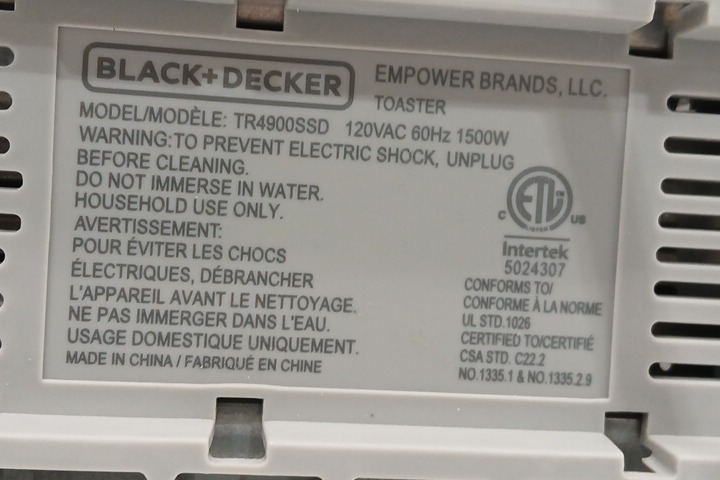 BLACK+DECKER
EMPOWER BRANDS, LLC.
TOASTER
MODEL/MODÈLE: TR4900SSD 120VAC 60Hz 1500W
WARNING: TO PREVENT ELECTRIC SHOCK, UNPLUG
BEFORE CLEANING.
DO NOT IMMERSE IN WATER.
HOUSEHOLD USE ONLY.
AVERTISSEMENT:
POUR ÉVITER LES CHOCS
ÉLECTRIQUES, DÉBRANCHER
L'APPAREIL AVANT LE NETTOYAGE.
NE PAS IMMERGER DANS L'EAU.
USAGE DOMESTIQUE UNIQUEMENT.
MADE IN CHINA / FABRIQUÉ EN CHINE
C ETL US
LISTED
Intertek
5024307
CONFORMS TO/
CONFORME À LA NORME
UL STD.1026
CERTIFIED TO/CERTIFIÉ
CSA STD. C22.2
NO.1335.1 & NO.1335.2.9